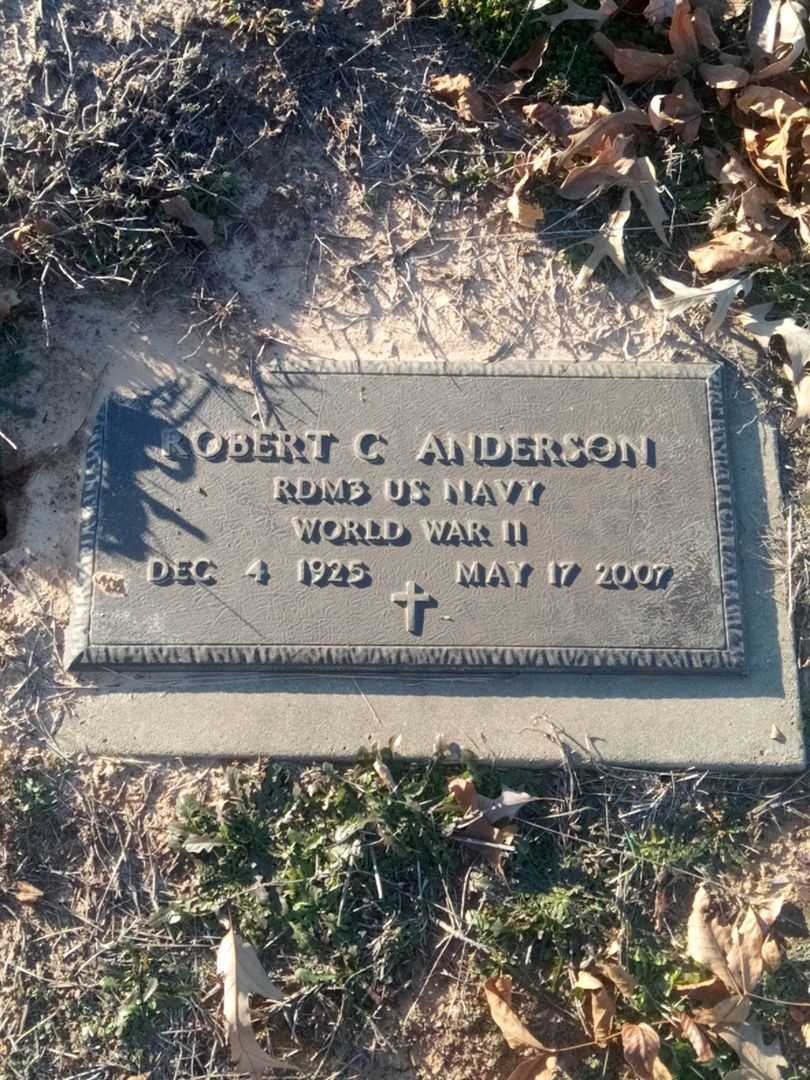 ROBERT C ANDERSON
RDM3 US NAVY
WORLD WAR II
DEC 4 1925 MAY 17 2007